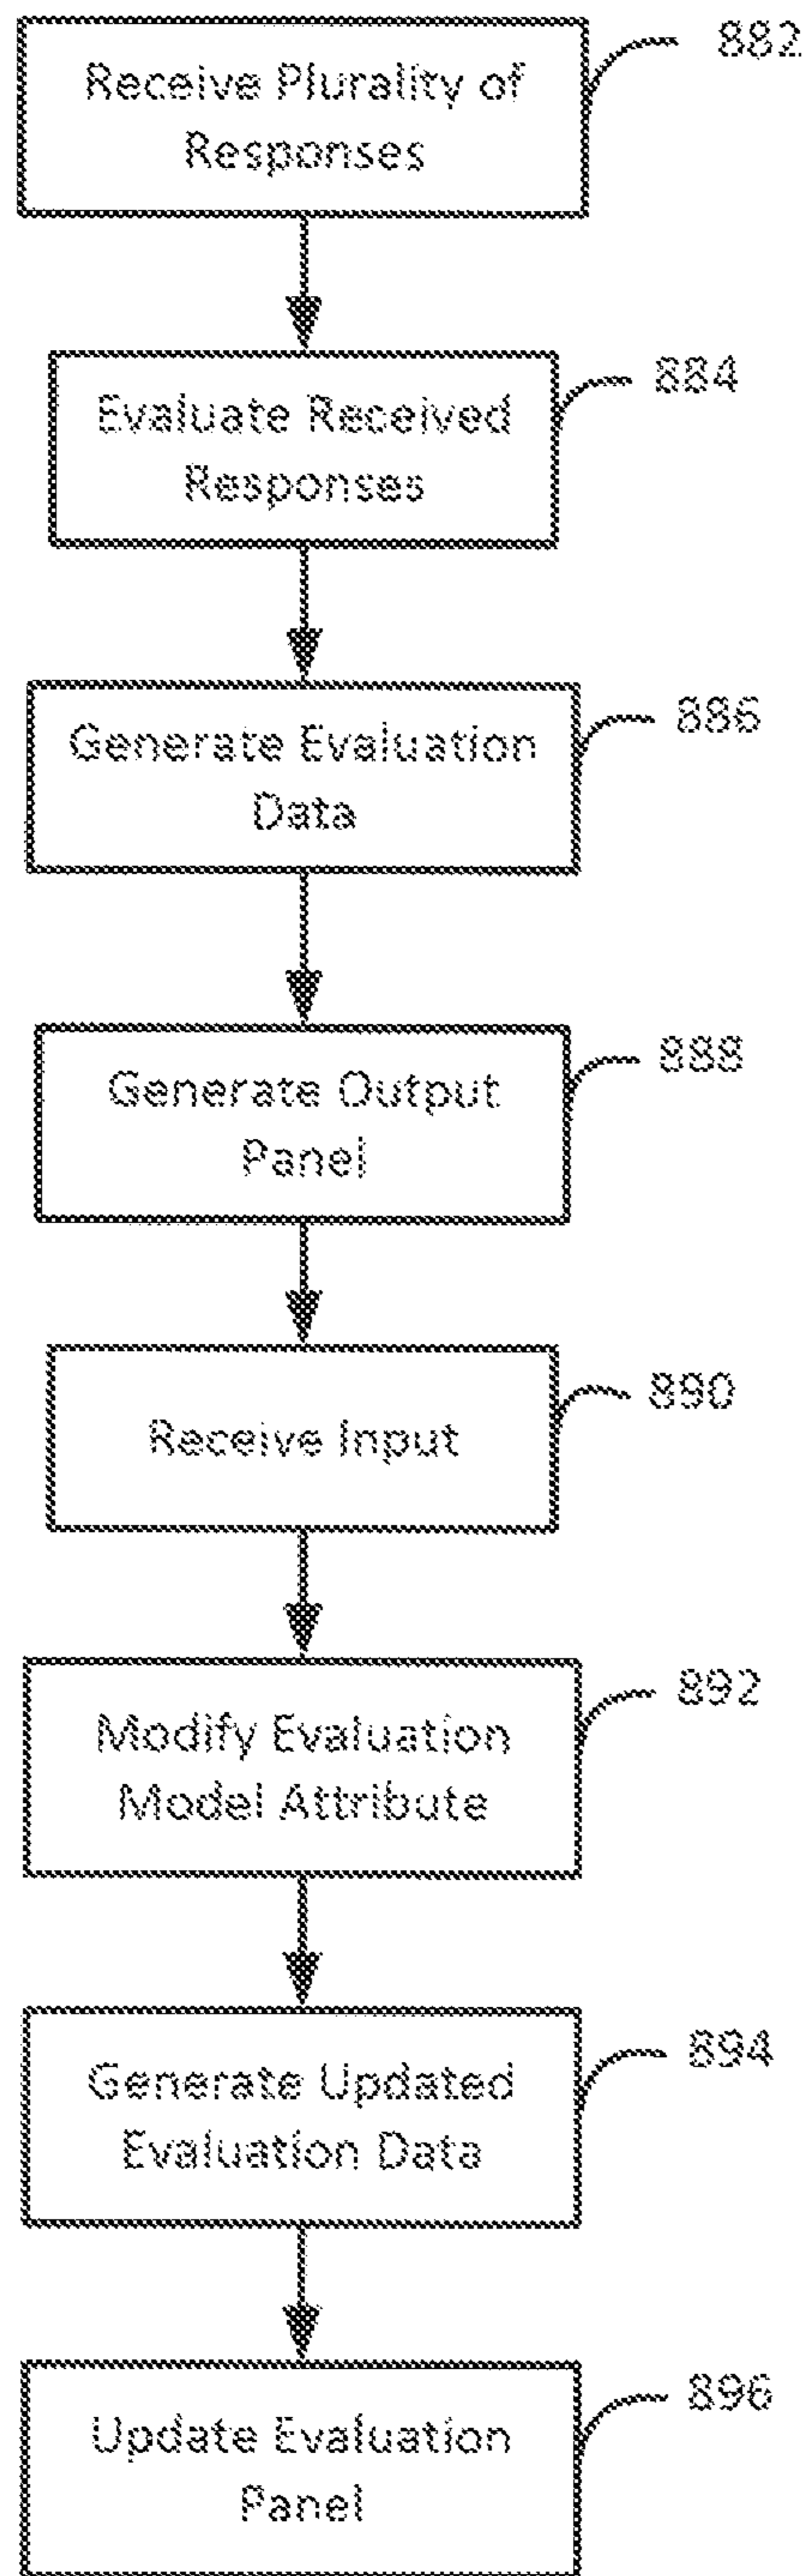 882
Receive Plurality of
Responses
884
Evaluate Received
Responses
886
Generate Evaluation
Data
888
Generate Output
Panel
890
Receive Input
892
Modify Evaluation
Model Attribute
894
Generate Updated
Evaluation Data
896
Update Evaluation
Panel